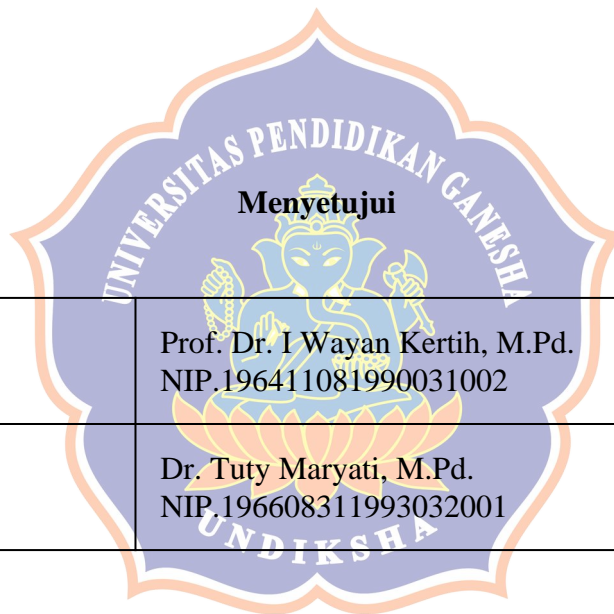 UNIVERSITAS PENDIDIKAN GANESHA
Menyetujui
Prof. Dr. I Wayan Kertih, M.Pd.
NIP.196411081990031002
Dr. Tuty Maryati, M.Pd.
NIP.196608311993032001
UNDIKSHA